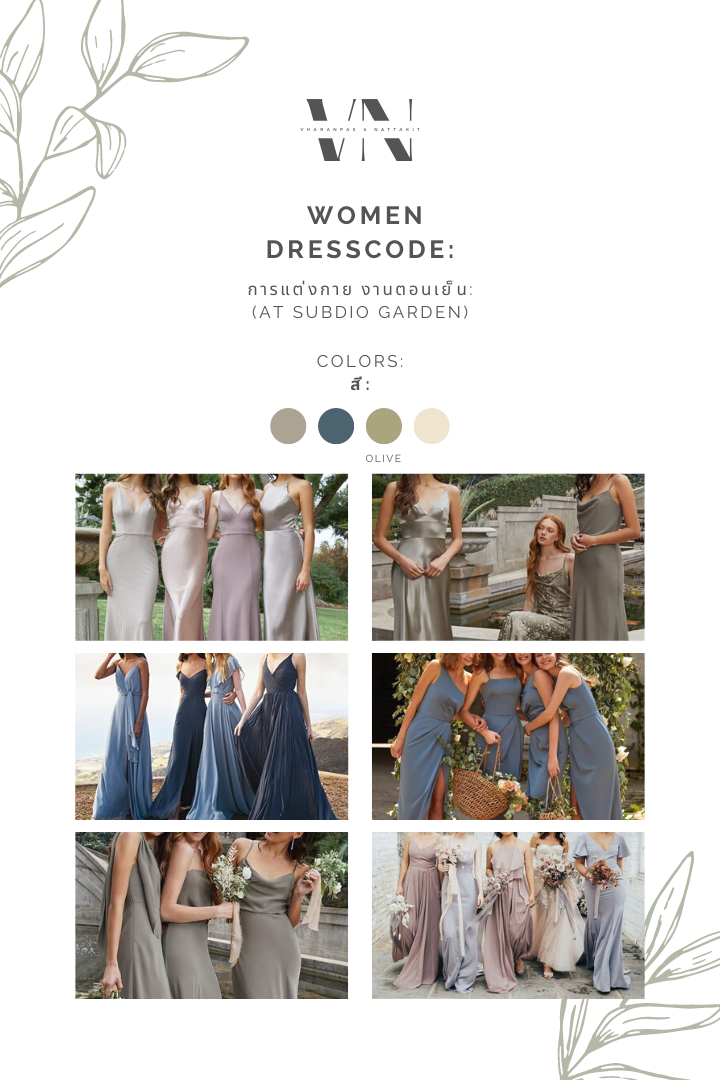 VN
VHARANPAS & NATTAKIT
WOMEN
DRESSCODE:
การแต่งกาย งานตอนเย็น:
(AT SUBDIO GARDEN)
COLORS:
สี:
OLIVE